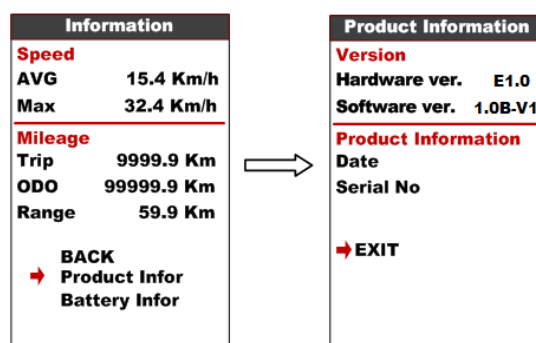 Information
Speed
AVG 15.4 Km/h
Max 32.4 Km/h
Mileage
Trip 9999.9 Km
ODO 99999.9 Km
Range 59.9 Km
BACK
Product Infor
Battery Infor
Product Information
Version
Hardware ver. E1.0
Software ver. 1.0B-V1
Product Information
Date
Serial No
EXIT